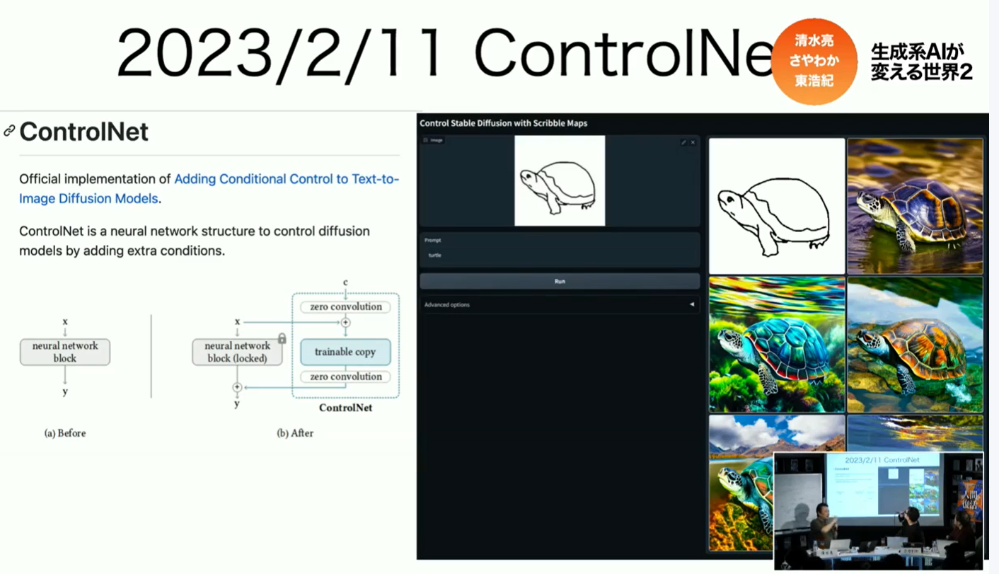 2023/2/11 ControlNe
清水亮
さやわか
東浩紀
生成系AIが
変える世界2
ControlNet
Official implementation of Adding Conditional Control to Text-to-
Image Diffusion Models.
ControlNet is a neural network structure to control diffusion
models by adding extra conditions.
x
neural network
block
y
(a) Before
c
zero convolution
x
+
neural network
block (locked)
trainable copy
zero convolution
+
y
ControlNet
(b) After
Control Stable Diffusion with Scribble Maps
Image
Prompt
turtle
Run
Advanced options
2023/2/11 ControlNet
人間